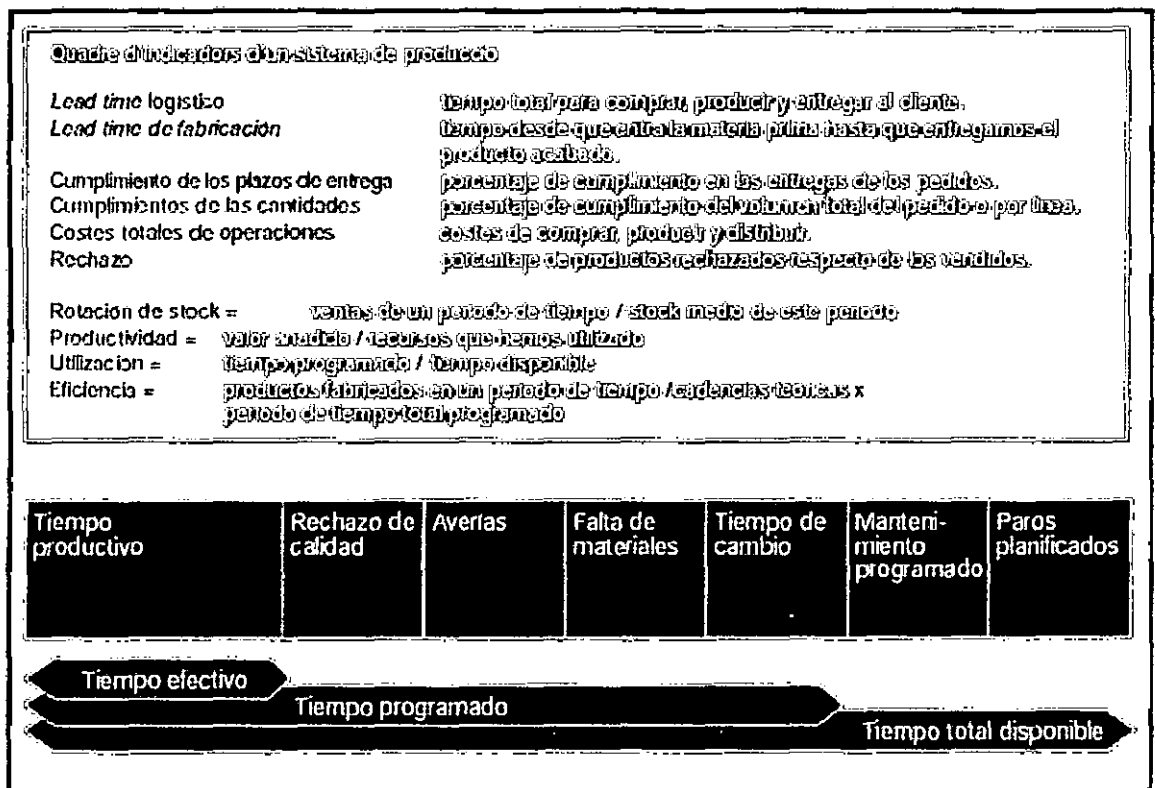 Quadre d'indicadors d'un sistema de producció
Lead time logístico tiempo total para comprar, producir y entregar al cliente.
Lead time de fabricación tiempo desde que entra la materia prima hasta que entregamos el
producto acabado.
Cumplimiento de los plazos de entrega porcentaje de cumplimiento en las entregas de los pedidos.
Cumplimientos de las cantidades porcentaje de cumplimiento del volumen total del pedido o por línea.
Costes totales de operaciones costes de comprar, producir y distribuir.
Rechazo porcentaje de productos rechazados respecto de los vendidos.
Rotación de stock = ventas de un periodo de tiempo / stock medio de este periodo
Productividad = valor añadido / recursos que hemos utilizado
Utilización = tiempo programado / tiempo disponible
Eficiencia = productos fabricados en un periodo de tiempo / cadencias teóricas x
periodo de tiempo total programado
Tiempo
productivo
Rechazo de
calidad
Averías
Falta de
materiales
Tiempo de
cambio
Manteni-
miento
programado
Paros
planificados
Tiempo efectivo
Tiempo programado
Tiempo total disponible